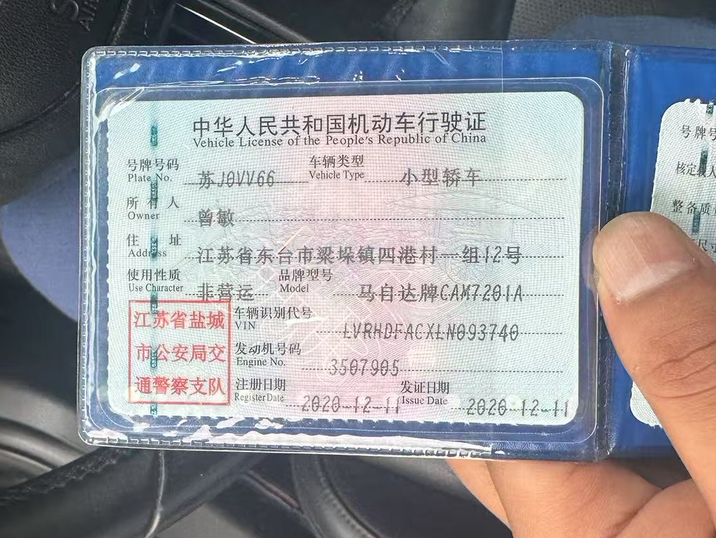 中华人民共和国机动车行驶证
Vehicle License of the People's Republic of China
号牌号码 苏J0VV66 车辆类型 小型轿车
Plate No. Vehicle Type
所有人 曾敏
Owner
住址 江苏省东台市梁垛镇四港村一组12号
Address
使用性质 非营运 品牌型号 马自达牌CAM7201A
Use Character Model
江苏省盐城
市公安局交
通警察支队
车辆识别代号 LVRHDFACXLN093740
VIN
发动机号码 3507905
Engine No.
注册日期 2020-12-11 发证日期 2020-12-11
Register Date Issue Date
号牌号
整备质